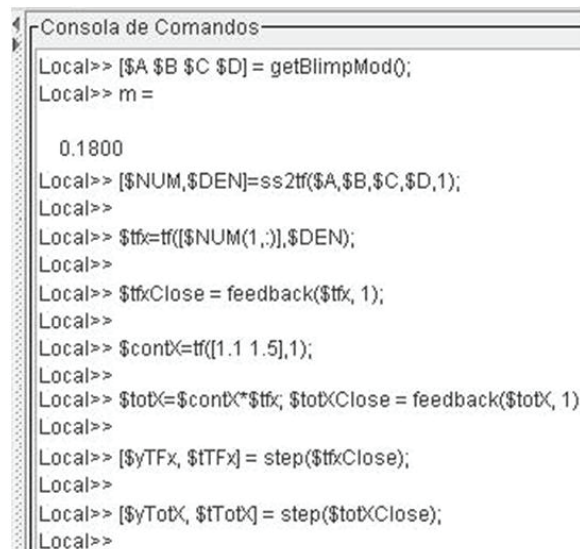 Consola de Comandos
Local>> [$A $B $C $D] = getBlimpMod();
Local>> m =
0.1800
Local>> [$NUM,$DEN]=ss2tf($A,$B,$C,$D,1);
Local>>
Local>> $tfx=tf([$NUM(1,:)],$DEN);
Local>>
Local>> $tfxClose = feedback($tfx, 1);
Local>>
Local>> $contX=tf([1.1 1.5],1);
Local>>
Local>> $totX=$contX*$tfx; $totXClose = feedback($totX, 1)
Local>>
Local>> [$yTFx, $tTFx] = step($tfxClose);
Local>>
Local>> [$yTotX, $tTotX] = step($totXClose);
Local>>